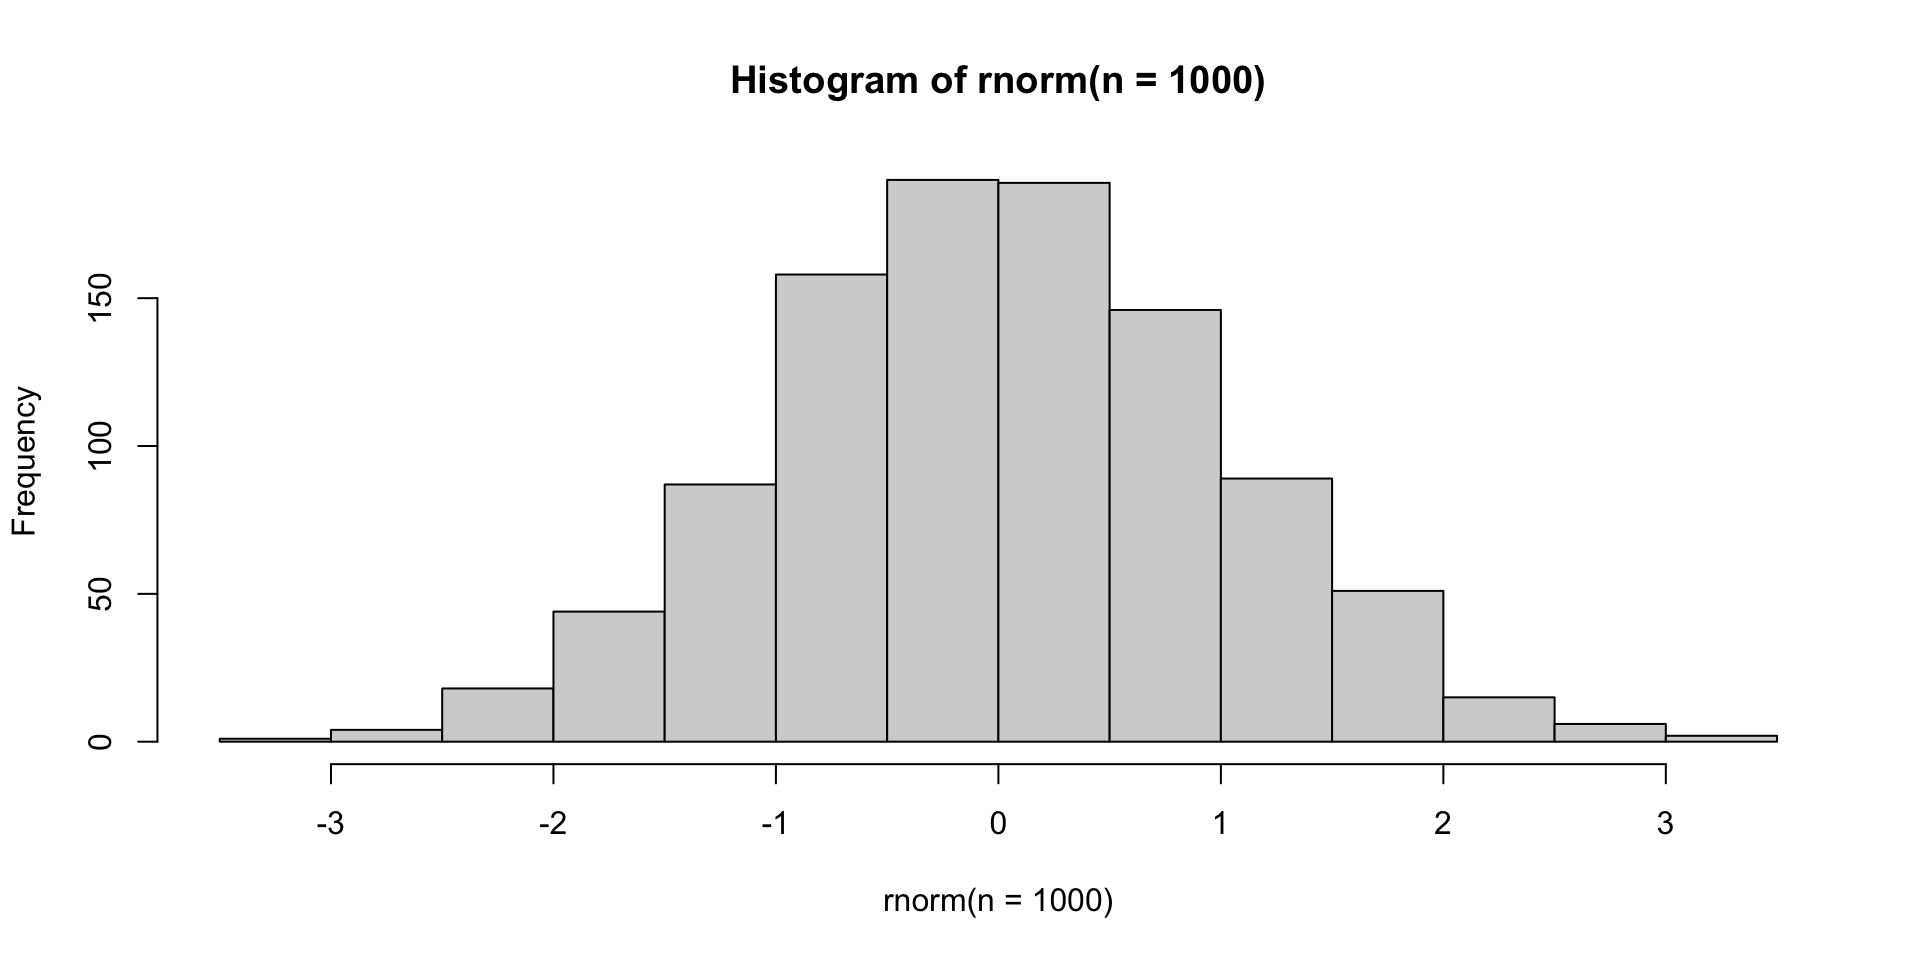 Histogram of rnorm(n = 1000)
Frequency
150
100
50
0
-3 -2 -1 0 1 2 3
rnorm(n = 1000)